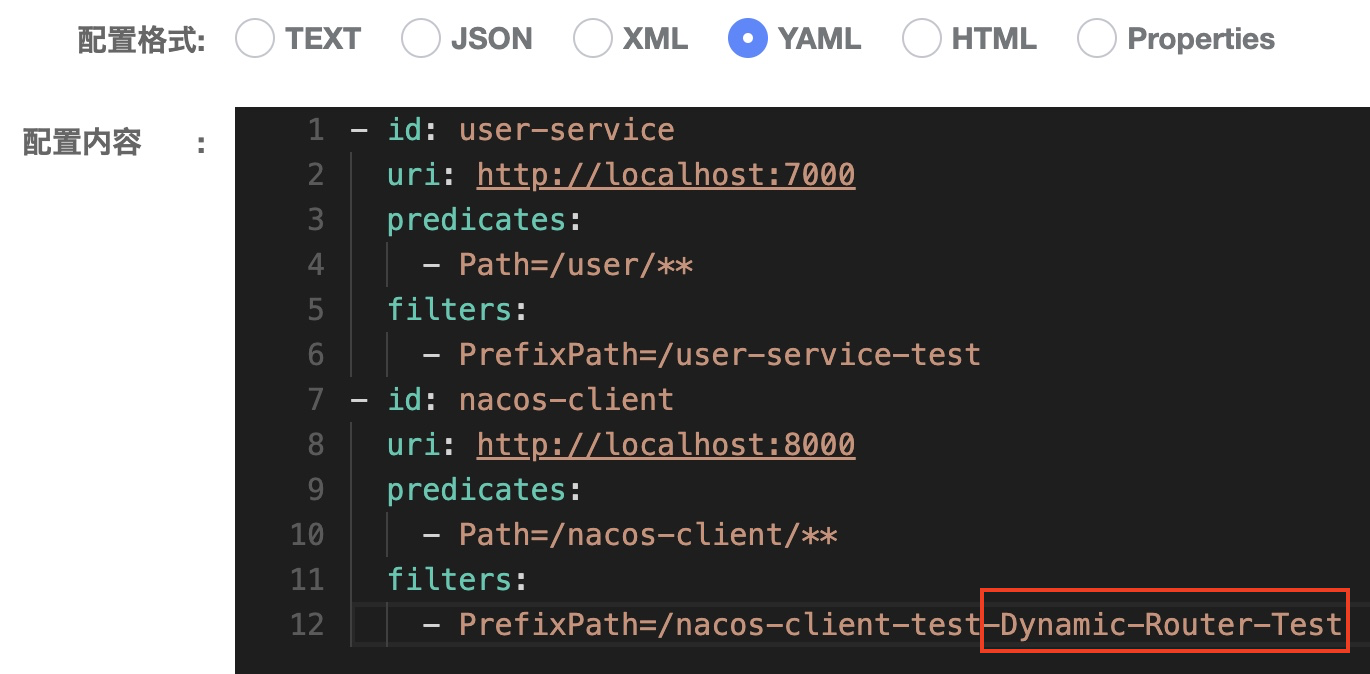 配置格式: TEXT JSON XML YAML HTML Properties
配置内容 :
1 - id: user-service
2 uri: http://localhost:7000
3 predicates:
4 - Path=/user/**
5 filters:
6 - PrefixPath=/user-service-test
7 - id: nacos-client
8 uri: http://localhost:8000
9 predicates:
10 - Path=/nacos-client/**
11 filters:
12 - PrefixPath=/nacos-client-test-Dynamic-Router-Test